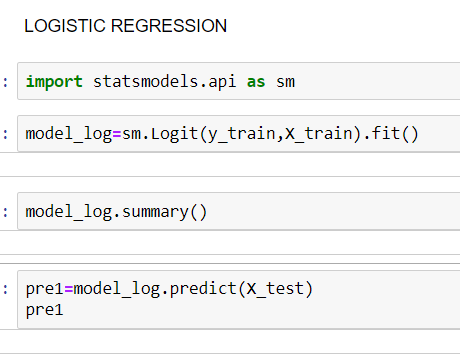 LOGISTIC REGRESSION
: import statsmodels.api as sm
: model_log=sm.Logit(y_train,X_train).fit()
: model_log.summary()
: pre1=model_log.predict(X_test)
pre1